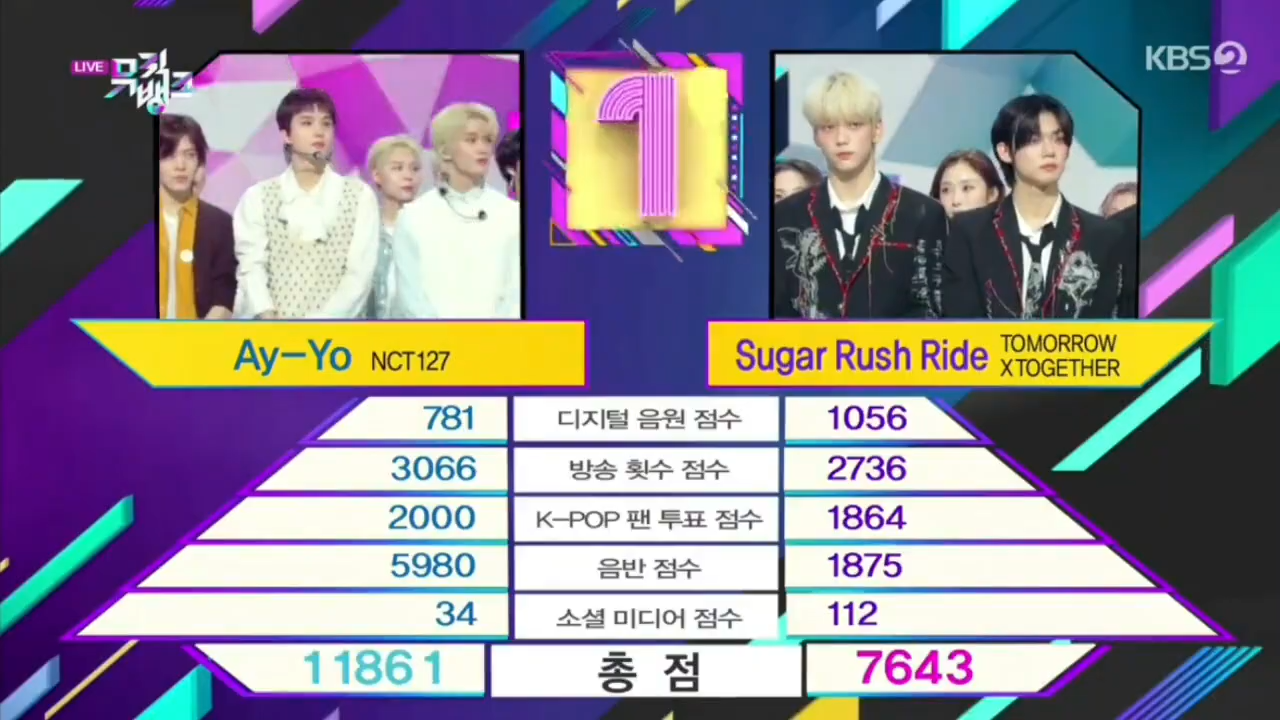 LIVE 뮤직뱅크
KBS2
1
Ay-Yo NCT127
Sugar Rush Ride TOMORROW X TOGETHER
781 디지털 음원 점수 1056
3066 방송 횟수 점수 2736
2000 K-POP 팬 투표 점수 1864
5980 음반 점수 1875
34 소셜 미디어 점수 112
11861 총 점 7643